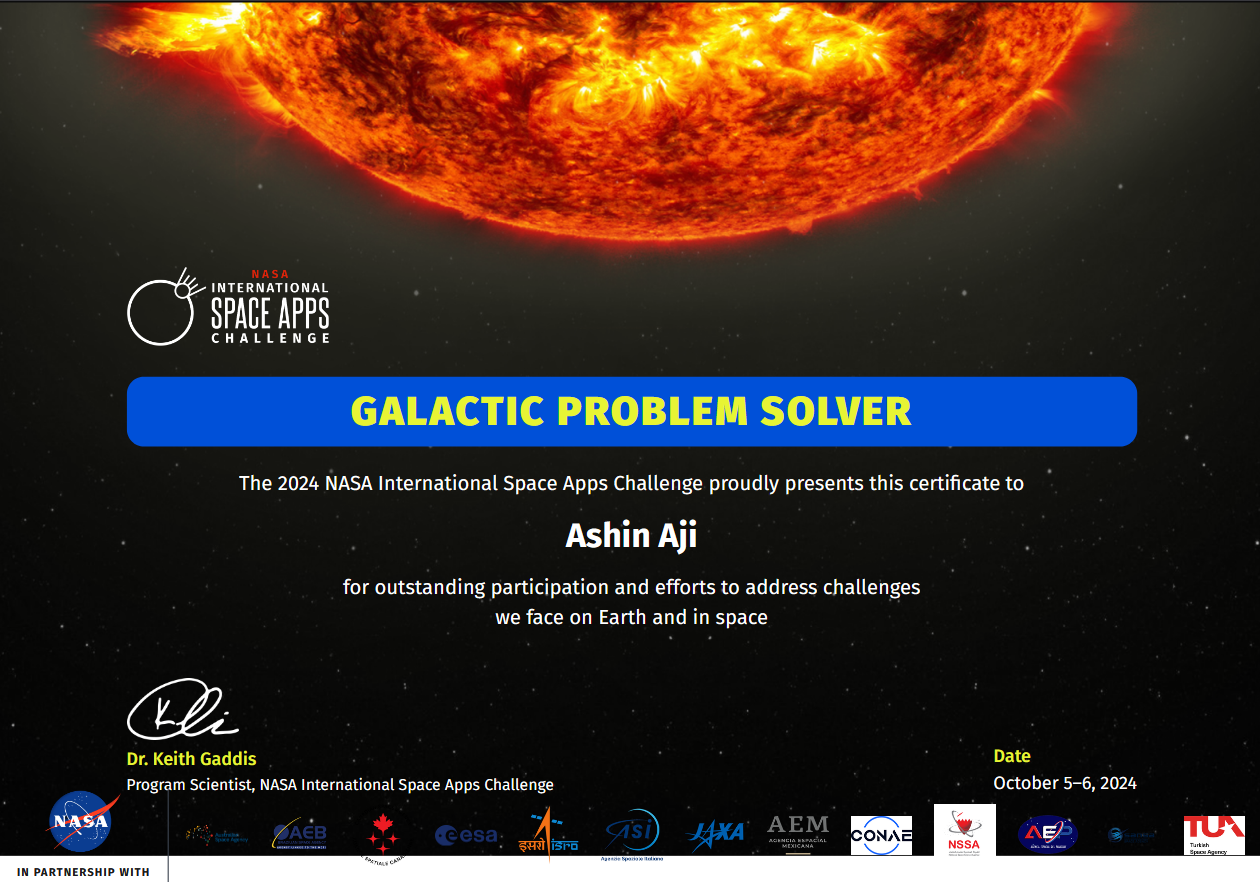 NASA
INTERNATIONAL
SPACE APPS
CHALLENGE
GALACTIC PROBLEM SOLVER
The 2024 NASA International Space Apps Challenge proudly presents this certificate to
Ashin Aji
for outstanding participation and efforts to address challenges
we face on Earth and in space
Dr. Keith Gaddis
Program Scientist, NASA International Space Apps Challenge
Date
October 5–6, 2024
NASA
AEB
esa
इसरो isro
asi
Agenzia Spaziale Italiana
JAXA
AEM
AGENCIA ESPACIAL
MEXICANA
CONAE
NSSA
AEP
TUA
Turkish
Space Agency
IN PARTNERSHIP WITH